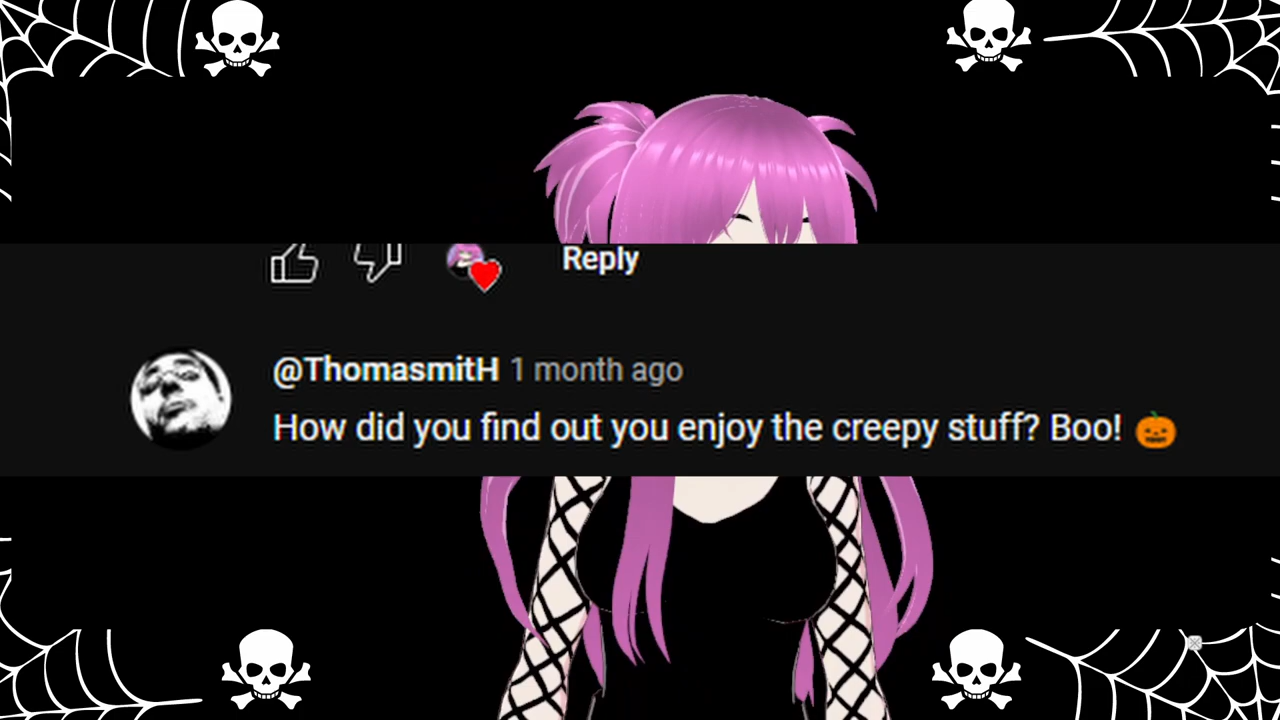 Reply
@ThomasmitH 1 month ago
How did you find out you enjoy the creepy stuff? Boo! 🎃